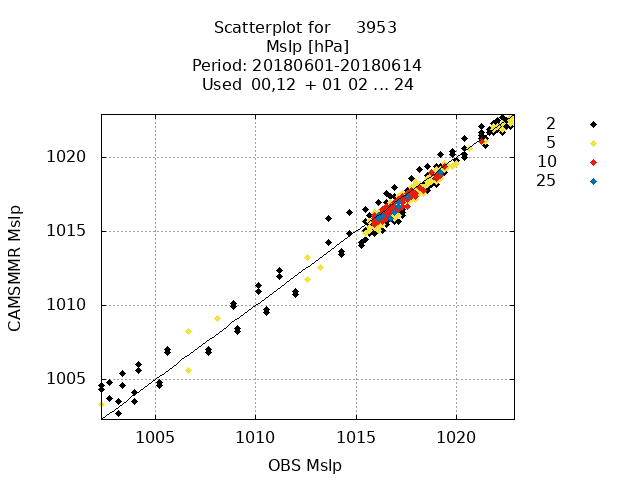 Scatterplot for 3953
Mslp [hPa]
Period: 20180601-20180614
Used 00,12 + 01 02 ... 24
2
5
10
25
CAMSMMR Mslp
1020
1015
1010
1005
1005 1010 1015 1020
OBS Mslp